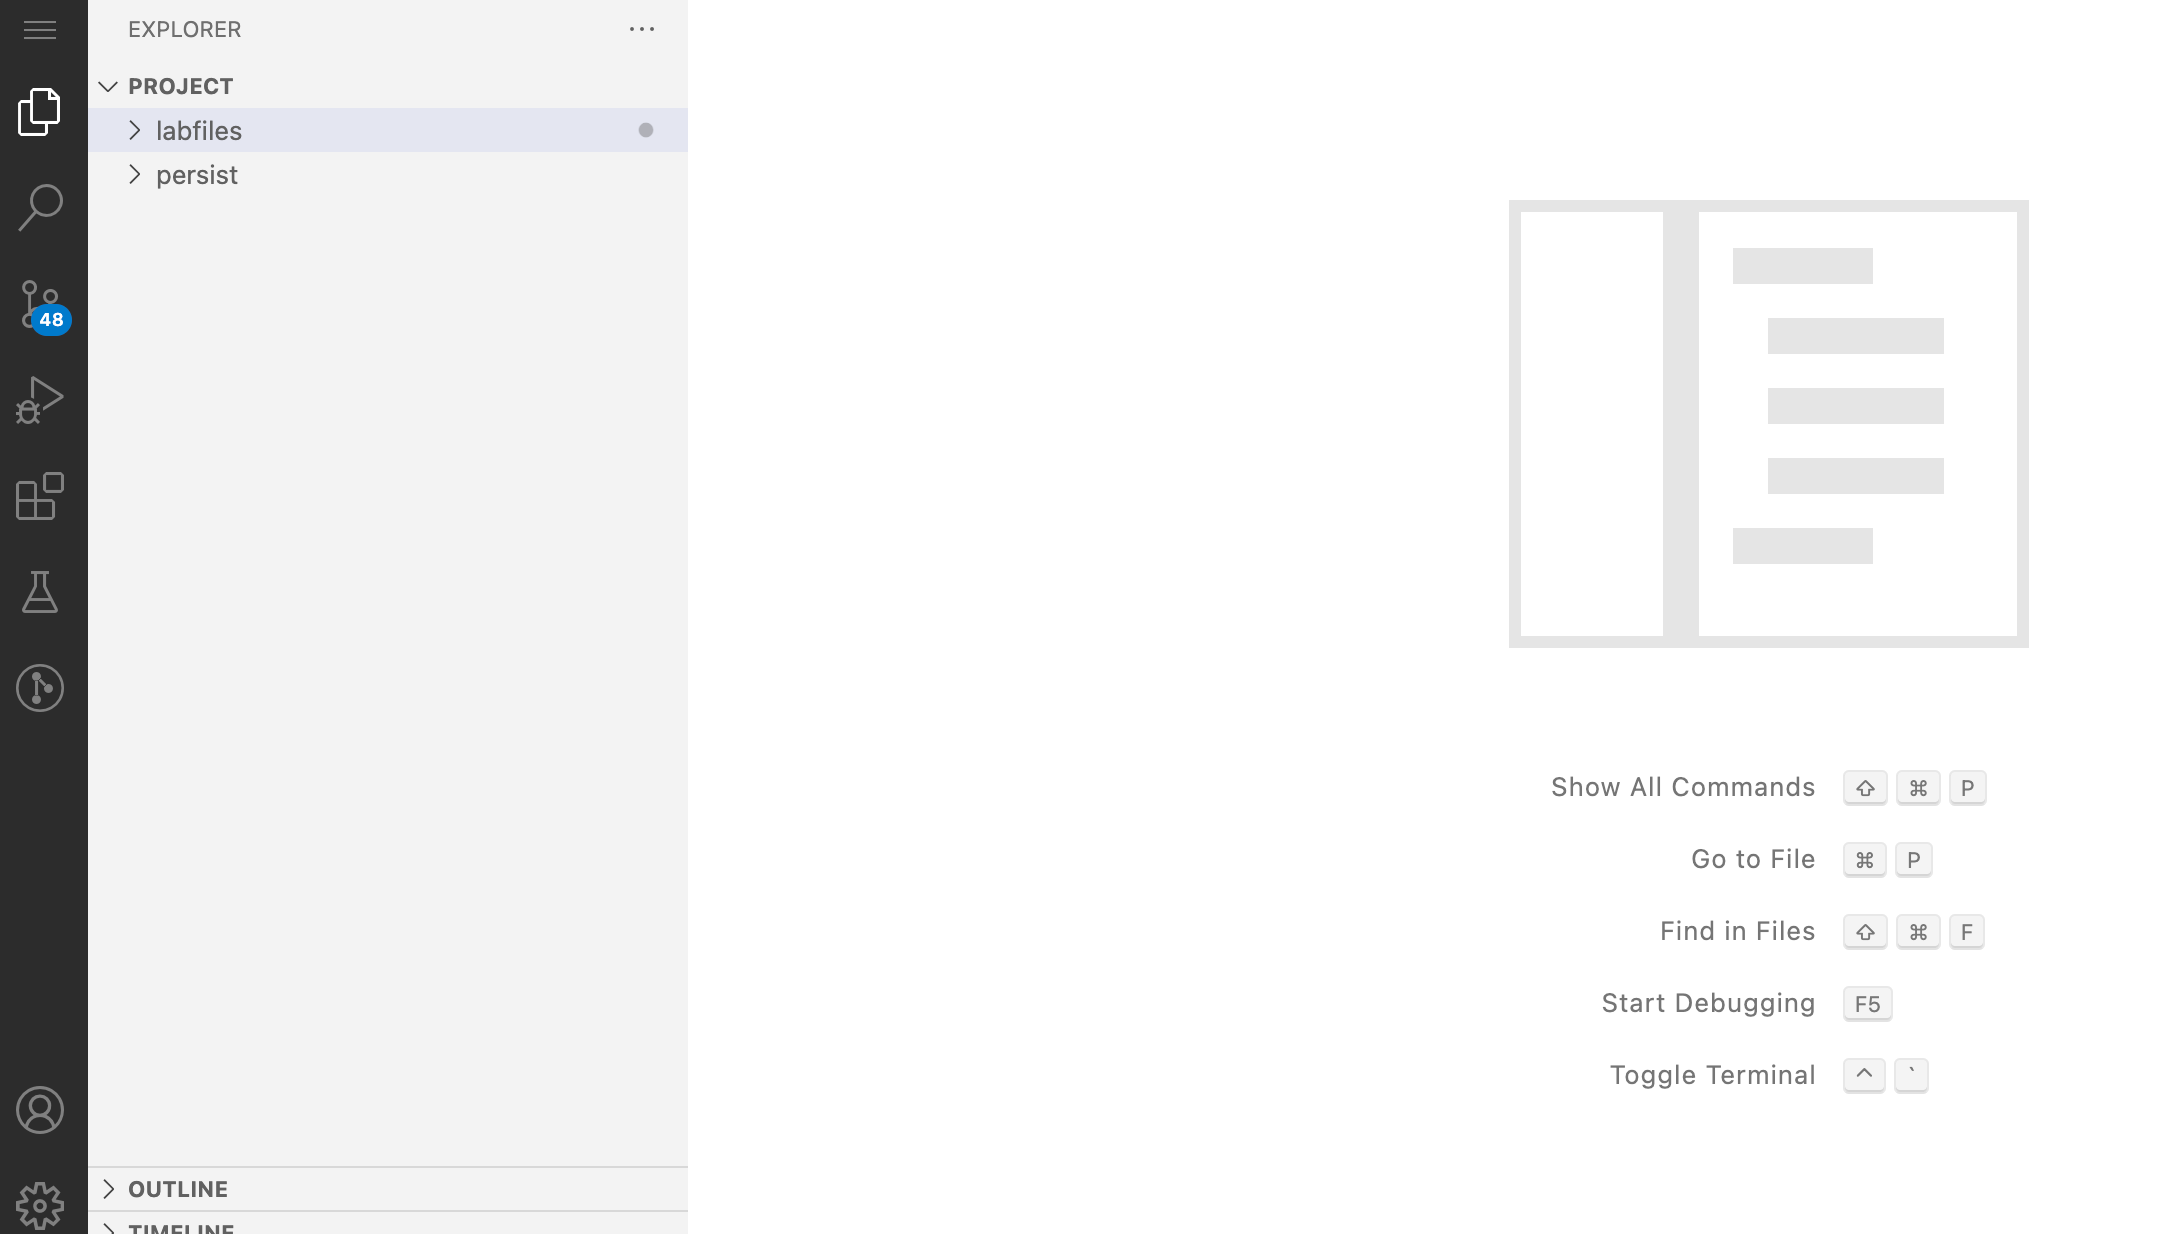 EXPLORER
PROJECT
labfiles
persist
48
OUTLINE
TIMELINE
Show All Commands ⇧ ⌘ P
Go to File ⌘ P
Find in Files ⇧ ⌘ F
Start Debugging F5
Toggle Terminal ^ `